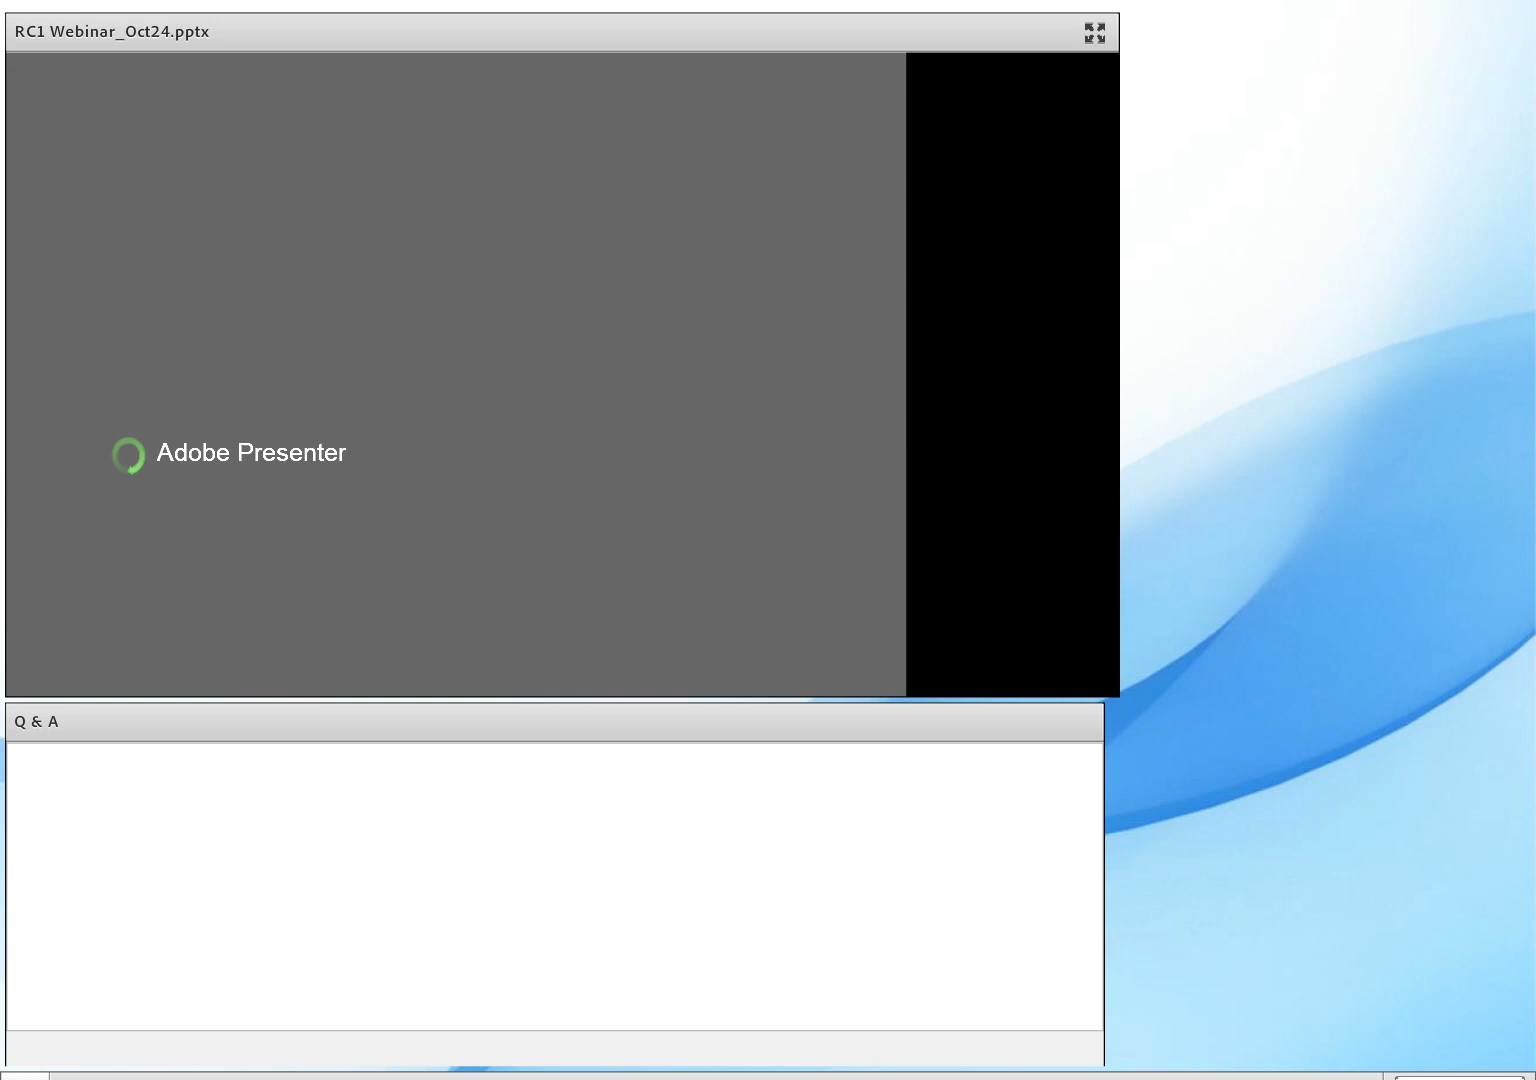 RC1 Webinar_Oct24.pptx
Adobe Presenter
Q & A